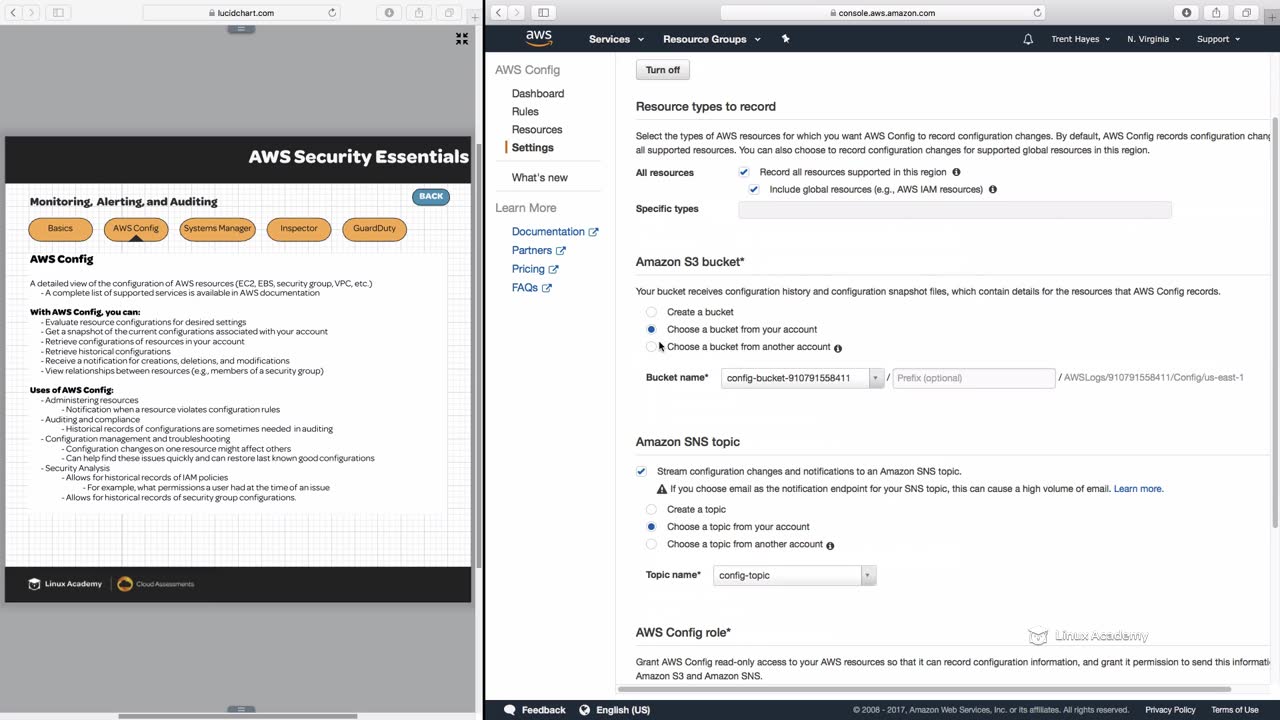 lucidchart.com
console.aws.amazon.com
aws
Services
Resource Groups
Trent Hayes
N. Virginia
Support
AWS Security Essentials
Monitoring, Alerting, and Auditing
BACK
Basics
AWS Config
Systems Manager
Inspector
GuardDuty
AWS Config
A detailed view of the configuration of AWS resources (EC2, EBS, security group, VPC, etc.)
- A complete list of supported services is available in AWS documentation
With AWS Config, you can:
- Evaluate resource configurations for desired settings
- Get a snapshot of the current configurations associated with your account
- Retrieve configurations of resources in your account
- Retrieve historical configurations
- Receive a notification for creations, deletions, and modifications
- View relationships between resources (e.g., members of a security group)
Uses of AWS Config:
- Administering resources
- Notification when a resource violates configuration rules
- Auditing and compliance
- Historical records of configurations are sometimes needed in auditing
- Configuration management and troubleshooting
- Configuration changes on one resource might affect others
- Can help find these issues quickly and can restore last known good configurations
- Security Analysis
- Allows for historical records of IAM policies
- For example, what permissions a user had at the time of an issue
- Allows for historical records of security group configurations.
Linux Academy
Cloud Assessments
AWS Config
Dashboard
Rules
Resources
Settings
What's new
Learn More
Documentation
Partners
Pricing
FAQs
Turn off
Resource types to record
Select the types of AWS resources for which you want AWS Config to record configuration changes. By default, AWS Config records configuration chang
all supported resources. You can also choose to record configuration changes for supported global resources in this region.
All resources
Record all resources supported in this region
Include global resources (e.g., AWS IAM resources)
Specific types
Amazon S3 bucket*
Your bucket receives configuration history and configuration snapshot files, which contain details for the resources that AWS Config records.
Create a bucket
Choose a bucket from your account
Choose a bucket from another account
Bucket name*
config-bucket-910791558411
/
Prefix (optional)
/ AWSLogs/910791558411/Config/us-east-1
Amazon SNS topic
Stream configuration changes and notifications to an Amazon SNS topic.
If you choose email as the notification endpoint for your SNS topic, this can cause a high volume of email. Learn more.
Create a topic
Choose a topic from your account
Choose a topic from another account
Topic name*
config-topic
AWS Config role*
Linux Academy
Grant AWS Config read-only access to your AWS resources so that it can record configuration information, and grant it permission to send this informati
Amazon S3 and Amazon SNS.
Feedback
English (US)
© 2008 - 2017, Amazon Web Services, Inc. or its affiliates. All rights reserved.
Privacy Policy
Terms of Use